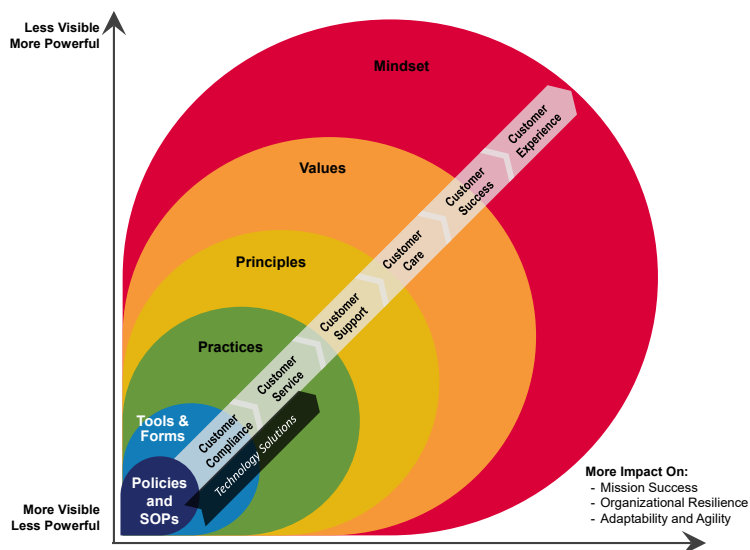 Less Visible
More Powerful
Mindset
Values
Principles
Practices
Tools &
Forms
Policies
and
SOPs
Customer
Compliance
Customer
Service
Customer
Support
Customer
Care
Customer
Success
Customer
Experience
Technology Solutions
More Visible
Less Powerful
More Impact On:
- Mission Success
- Organizational Resilience
- Adaptability and Agility